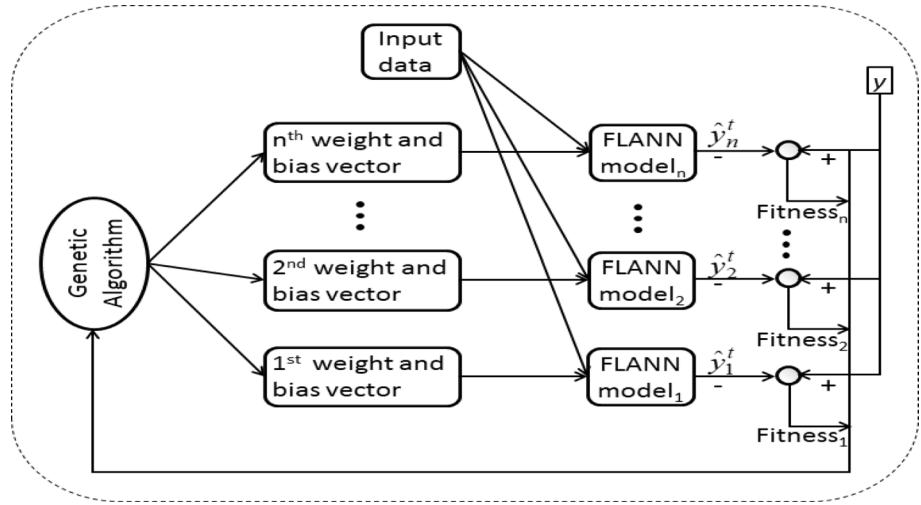 Input
data
y
nᵗʰ weight and
bias vector
FLANN
modelₙ
ŷₙᵗ
-
+
Fitnessₙ
Genetic
Algorithm
2ⁿᵈ weight and
bias vector
FLANN
model₂
ŷ₂ᵗ
-
+
Fitness₂
1ˢᵗ weight and
bias vector
FLANN
model₁
ŷ₁ᵗ
-
+
Fitness₁